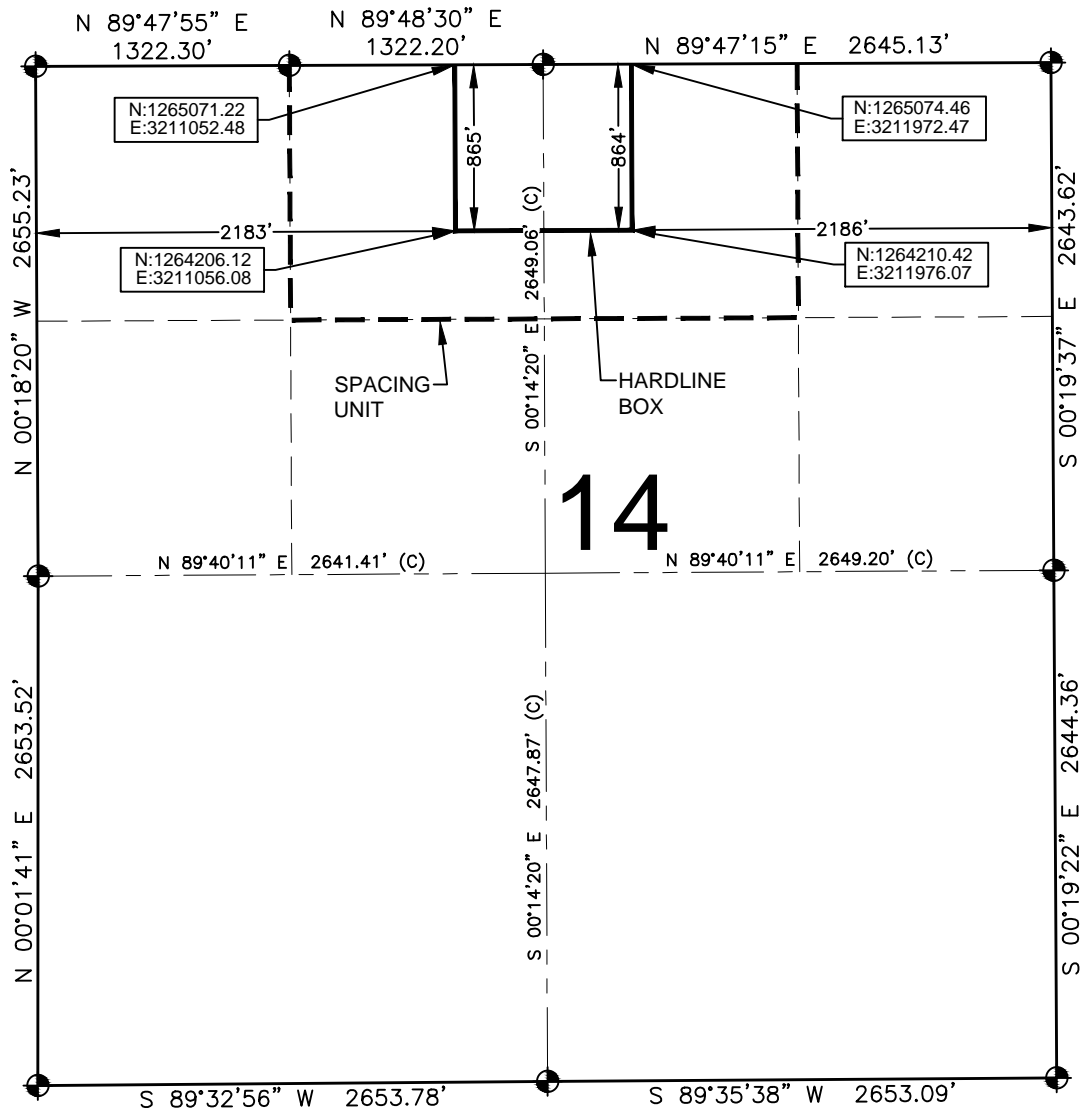 N 89°47'55" E
1322.30'
N 89°48'30" E
1322.20'
N 89°47'15" E 2645.13'
N:1265071.22
E:3211052.48
N:1265074.46
E:3211972.47
865'
864'
N 00°18'20" W 2655.23'
2183'
2186'
S 00°19'37" E 2643.62'
N:1264206.12
E:3211056.08
N:1264210.42
E:3211976.07
S 00°14'20" E 2649.06' (C)
SPACING
UNIT
HARDLINE
BOX
14
N 89°40'11" E 2641.41' (C)
N 89°40'11" E 2649.20' (C)
N 00°01'41" E 2653.52'
S 00°14'20" E 2647.87' (C)
S 00°19'22" E 2644.36'
S 89°32'56" W 2653.78'
S 89°35'38" W 2653.09'